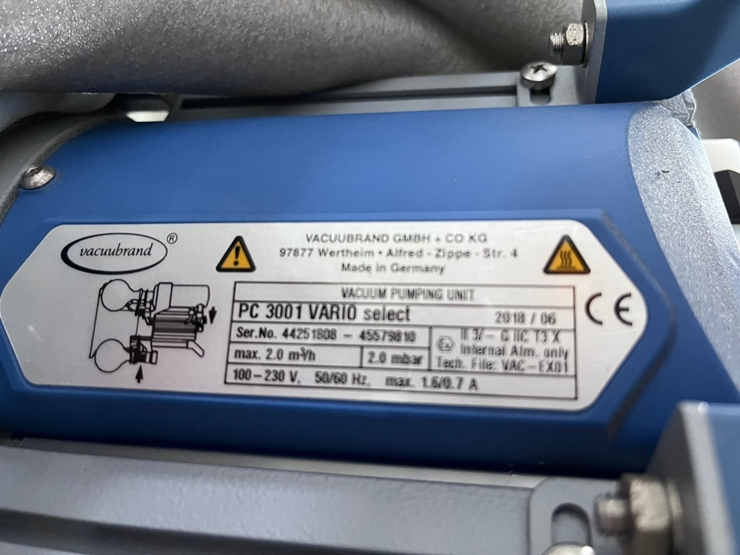 vacuubrand ®
VACUUBRAND GMBH + CO KG
97877 Wertheim • Alfred - Zippe - Str. 4
Made in Germany
VACUUM PUMPING UNIT
PC 3001 VARIO select 2018 / 06
Ser.No. 44251808 – 45579810
II 3/– G IIC T3 X
Internal Atm. only
Tech. File: VAC–EX01
max. 2.0 m³/h 2.0 mbar
100–230 V, 50/60 Hz, max. 1.6/0.7 A
CE